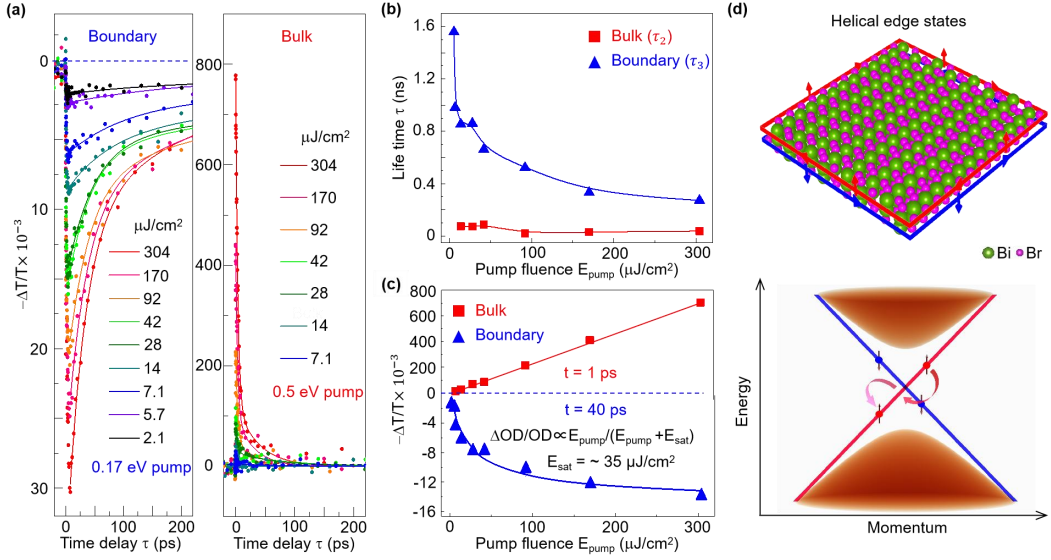 (a)
Boundary
Bulk
−ΔT/T× 10⁻³
0
10
20
30
μJ/cm²
304
170
92
42
28
14
7.1
5.7
2.1
0.17 eV pump
0
100
200
Time delay τ (ps)
800
600
400
200
0
μJ/cm²
304
170
92
42
28
14
7.1
0.5 eV pump
0
100
200
Time delay τ (ps)
(b)
Life time τ (ns)
1.6
1.2
0.8
0.4
0
Bulk (τ₂)
Boundary (τ₃)
0
100
200
300
Pump fluence Epump (μJ/cm²)
(c)
−ΔT/T× 10⁻³
800
600
400
200
0
-4
-8
-12
-16
Bulk
Boundary
t = 1 ps
t = 40 ps
ΔOD/OD∝Epump/(Epump +Esat)
Esat = ~ 35 μJ/cm²
0
100
200
300
Pump fluence Epump (μJ/cm²)
(d)
Helical edge states
Bi
Br
Energy
Momentum